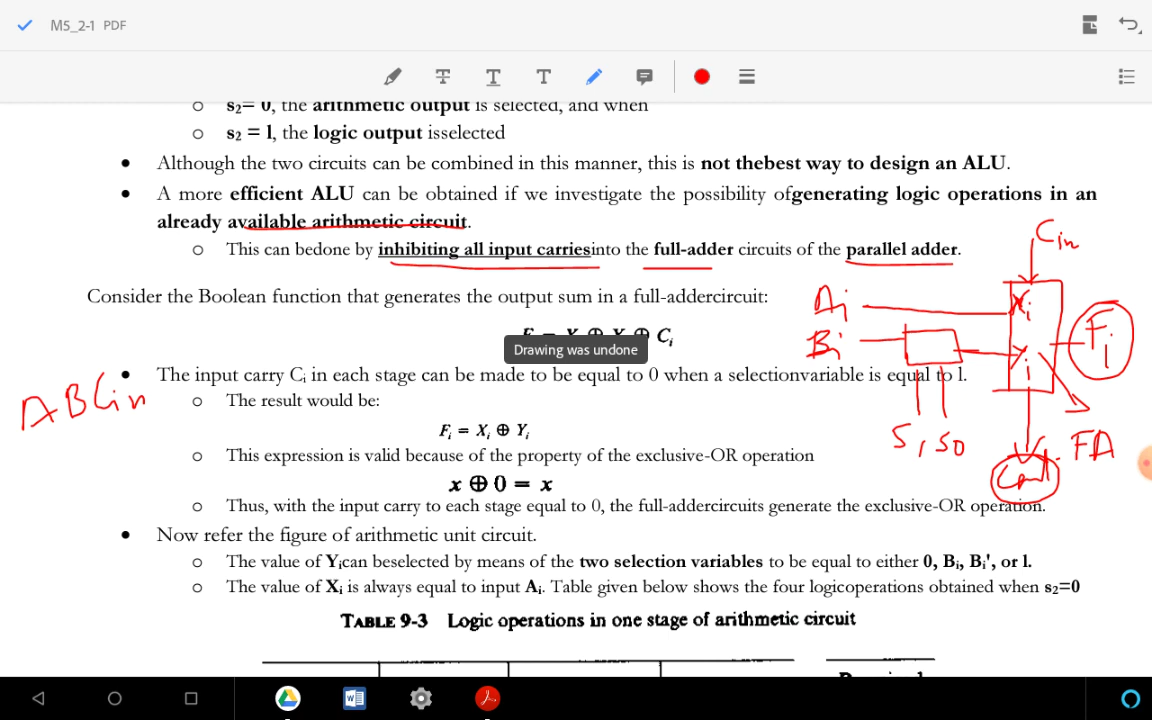 M5_2-1 PDF
o s₂= 0, the arithmetic output is selected, and when
o s₂ = l, the logic output isselected
• Although the two circuits can be combined in this manner, this is not thebest way to design an ALU.
• A more efficient ALU can be obtained if we investigate the possibility ofgenerating logic operations in an
already available arithmetic circuit.
o This can bedone by inhibiting all input carriesinto the full-adder circuits of the parallel adder.
Cin
Consider the Boolean function that generates the output sum in a full-addercircuit:
Ai
Xi
Fi
Cᵢ
Drawing was undone
Bi
Yi
• The input carry Cᵢ in each stage can be made to be equal to 0 when a selectionvariable is equal to l.
A B Cin
o The result would be:
Fᵢ = Xᵢ ⊕ Yᵢ
S1 S0
FA
o This expression is valid because of the property of the exclusive-OR operation
x ⊕ 0 = x
o Thus, with the input carry to each stage equal to 0, the full-addercircuits generate the exclusive-OR operation.
• Now refer the figure of arithmetic unit circuit.
o The value of Yᵢcan beselected by means of the two selection variables to be equal to either 0, Bᵢ, Bᵢ', or l.
o The value of Xᵢ is always equal to input Aᵢ. Table given below shows the four logicoperations obtained when s₂=0
TABLE 9-3 Logic operations in one stage of arithmetic circuit